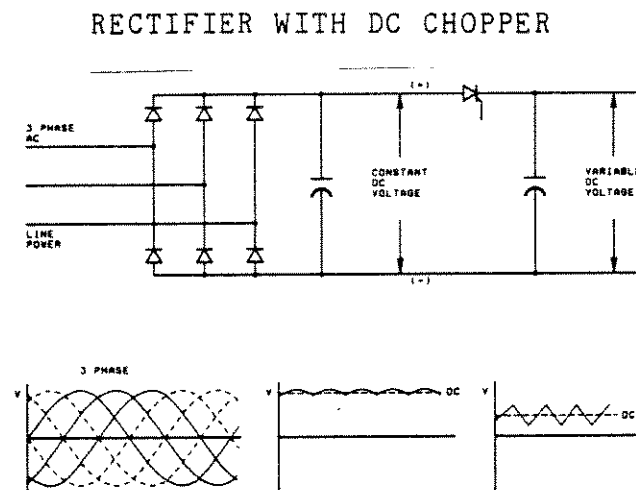 RECTIFIER WITH DC CHOPPER
(+)
3 PHASE
AC
CONSTANT
DC
VOLTAGE
VARIABLE
DC
VOLTAGE
LINE
POWER
(-)
3 PHASE
V
V
DC
V
DC